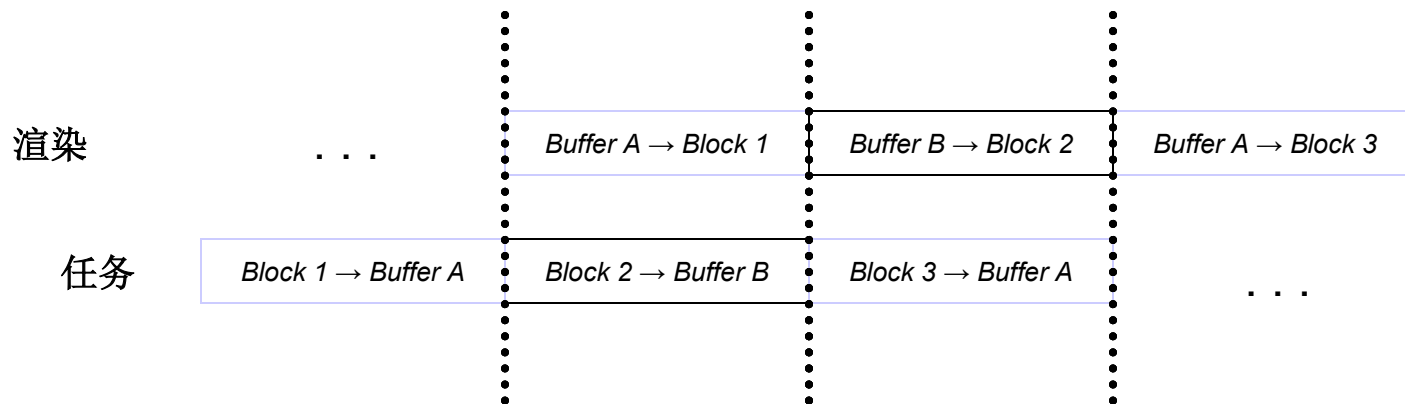 渲染
. . .
Buffer A → Block 1
Buffer B → Block 2
Buffer A → Block 3
任务
Block 1 → Buffer A
Block 2 → Buffer B
Block 3 → Buffer A
. . .